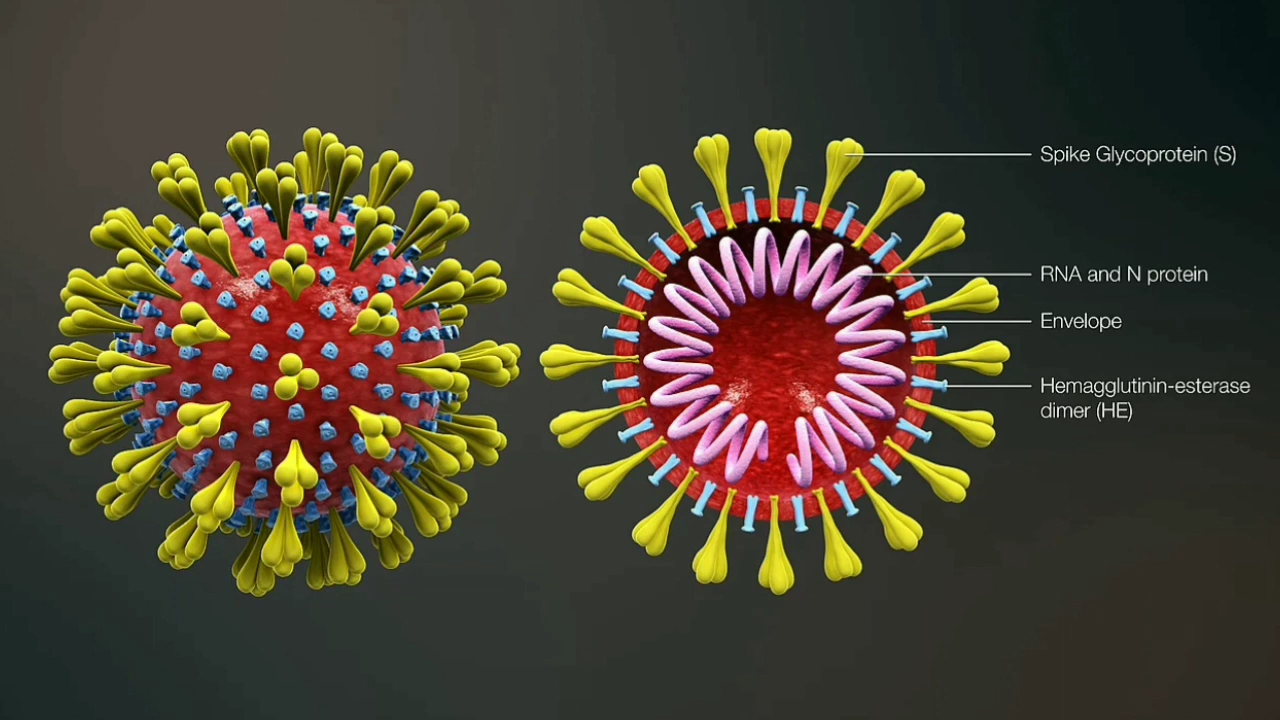 Spike Glycoprotein (S)
RNA and N protein
Envelope
Hemagglutinin-esterase
dimer (HE)